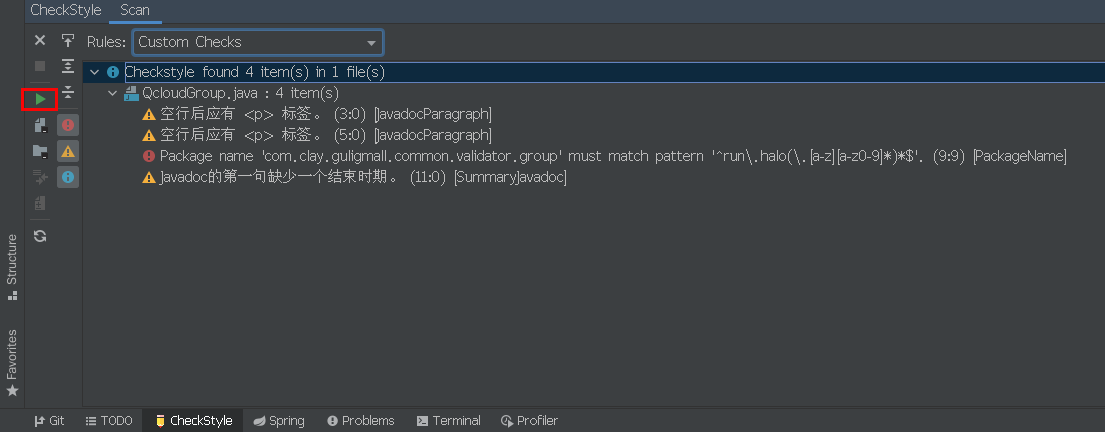 CheckStyle Scan
Rules: Custom Checks
Checkstyle found 4 item(s) in 1 file(s)
QcloudGroup.java : 4 item(s)
空行后应有 <p> 标签。 (3:0) [JavadocParagraph]
空行后应有 <p> 标签。 (5:0) [JavadocParagraph]
Package name 'com.clay.guligmall.common.validator.group' must match pattern '^run\.halo(\.[a-z][a-z0-9]*)*$'. (9:9) [PackageName]
Javadoc的第一句缺少一个结束时期。 (11:0) [SummaryJavadoc]
Structure
Favorites
Git TODO CheckStyle Spring Problems Terminal Profiler